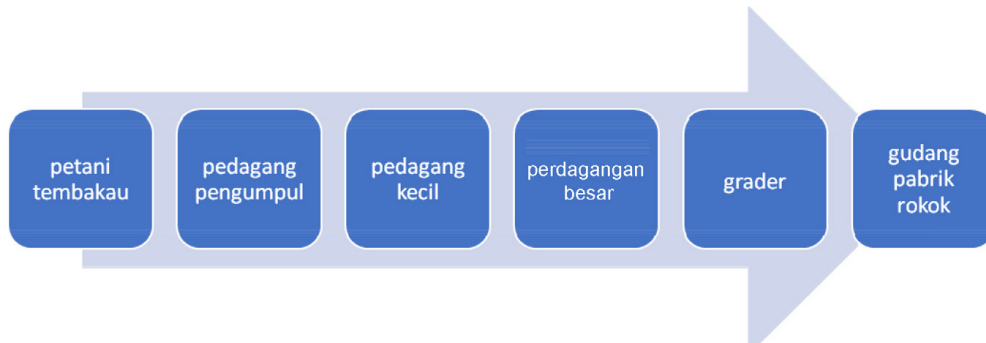 petani
tembakau
pedagang
pengumpul
pedagang
kecil
perdagangan
besar
grader
gudang
pabrik
rokok